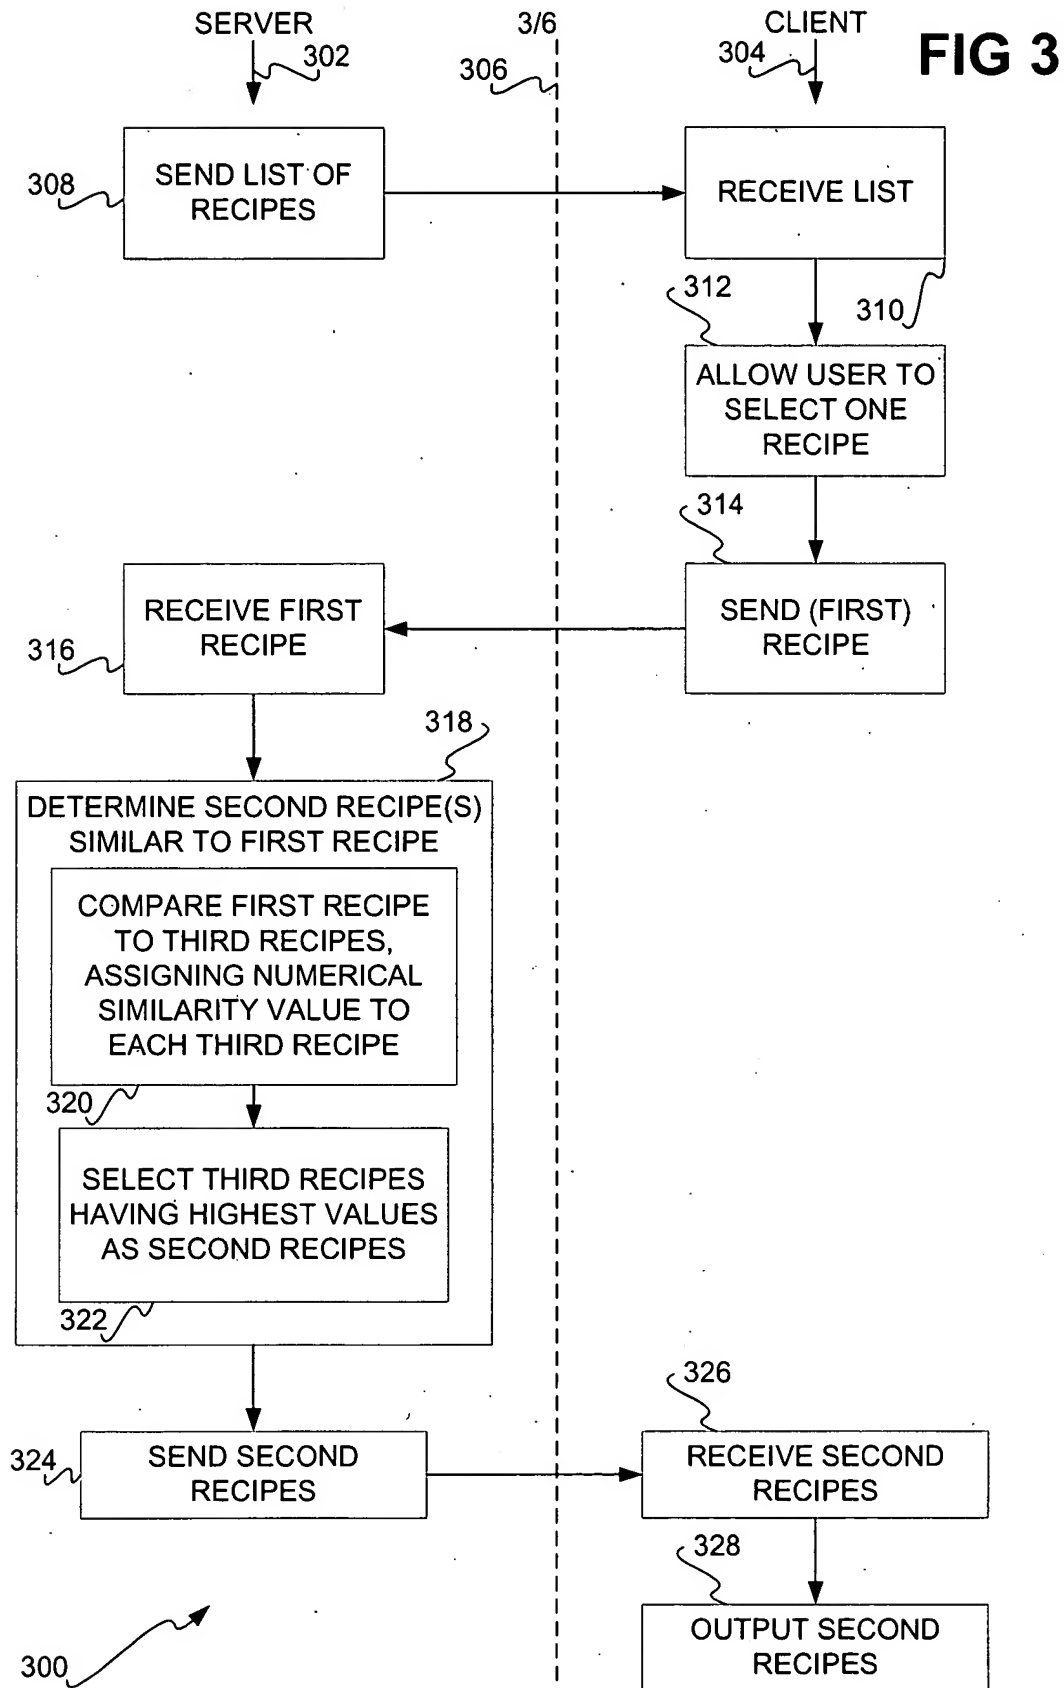 SERVER
3/6
CLIENT
FIG 3
302
306
304
308
SEND LIST OF
RECIPES
RECEIVE LIST
310
312
ALLOW USER TO
SELECT ONE
RECIPE
314
RECEIVE FIRST
RECIPE
316
SEND (FIRST)
RECIPE
318
DETERMINE SECOND RECIPE(S)
SIMILAR TO FIRST RECIPE
COMPARE FIRST RECIPE
TO THIRD RECIPES,
ASSIGNING NUMERICAL
SIMILARITY VALUE TO
EACH THIRD RECIPE
320
SELECT THIRD RECIPES
HAVING HIGHEST VALUES
AS SECOND RECIPES
322
324
SEND SECOND
RECIPES
326
RECEIVE SECOND
RECIPES
328
OUTPUT SECOND
RECIPES
300